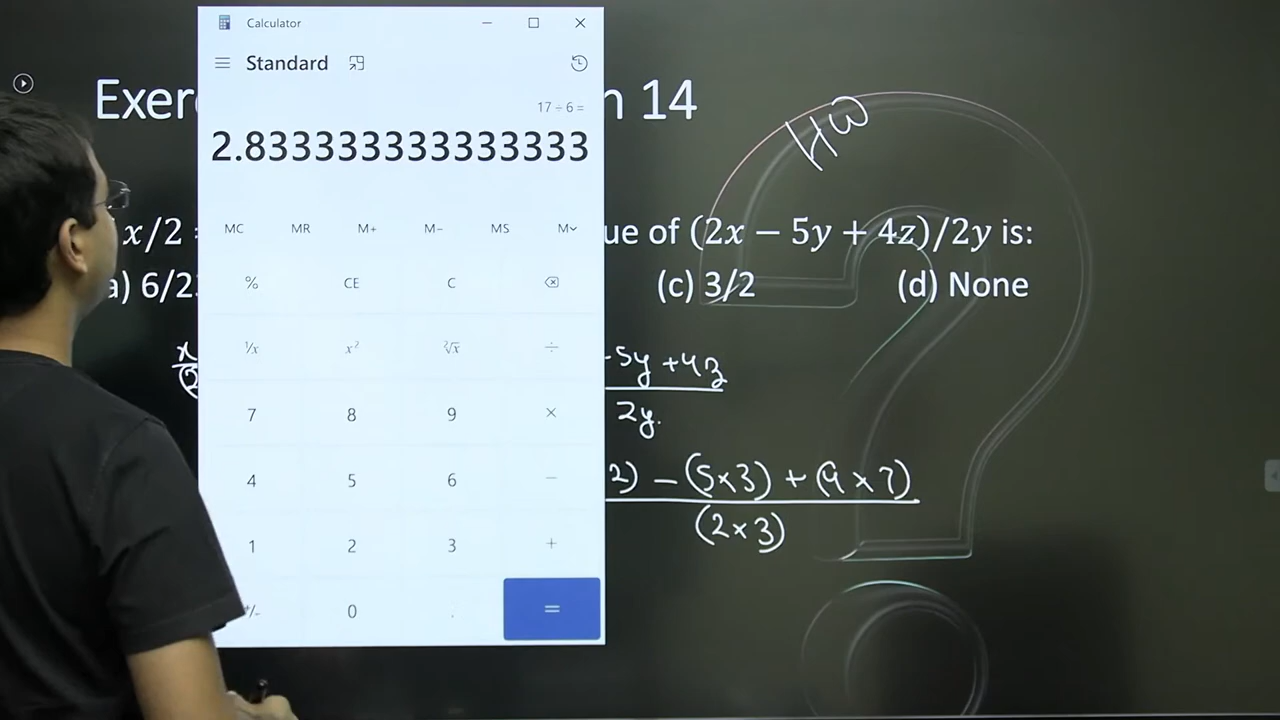 Calculator
Standard
Exer n 14
17 ÷ 6 =
2.8333333333333333
HW
MC MR M+ M− MS M
x/2 = ue of (2x − 5y + 4z)/2y is:
a) 6/2 (c) 3/2 (d) None
% CE C
1/x x² ²√x ÷
x/2 -5y + 4z
2y.
7 8 9 ×
4 5 6 −
2) − (5×3) + (4×7)
(2×3)
1 2 3 +
+/− 0 . =